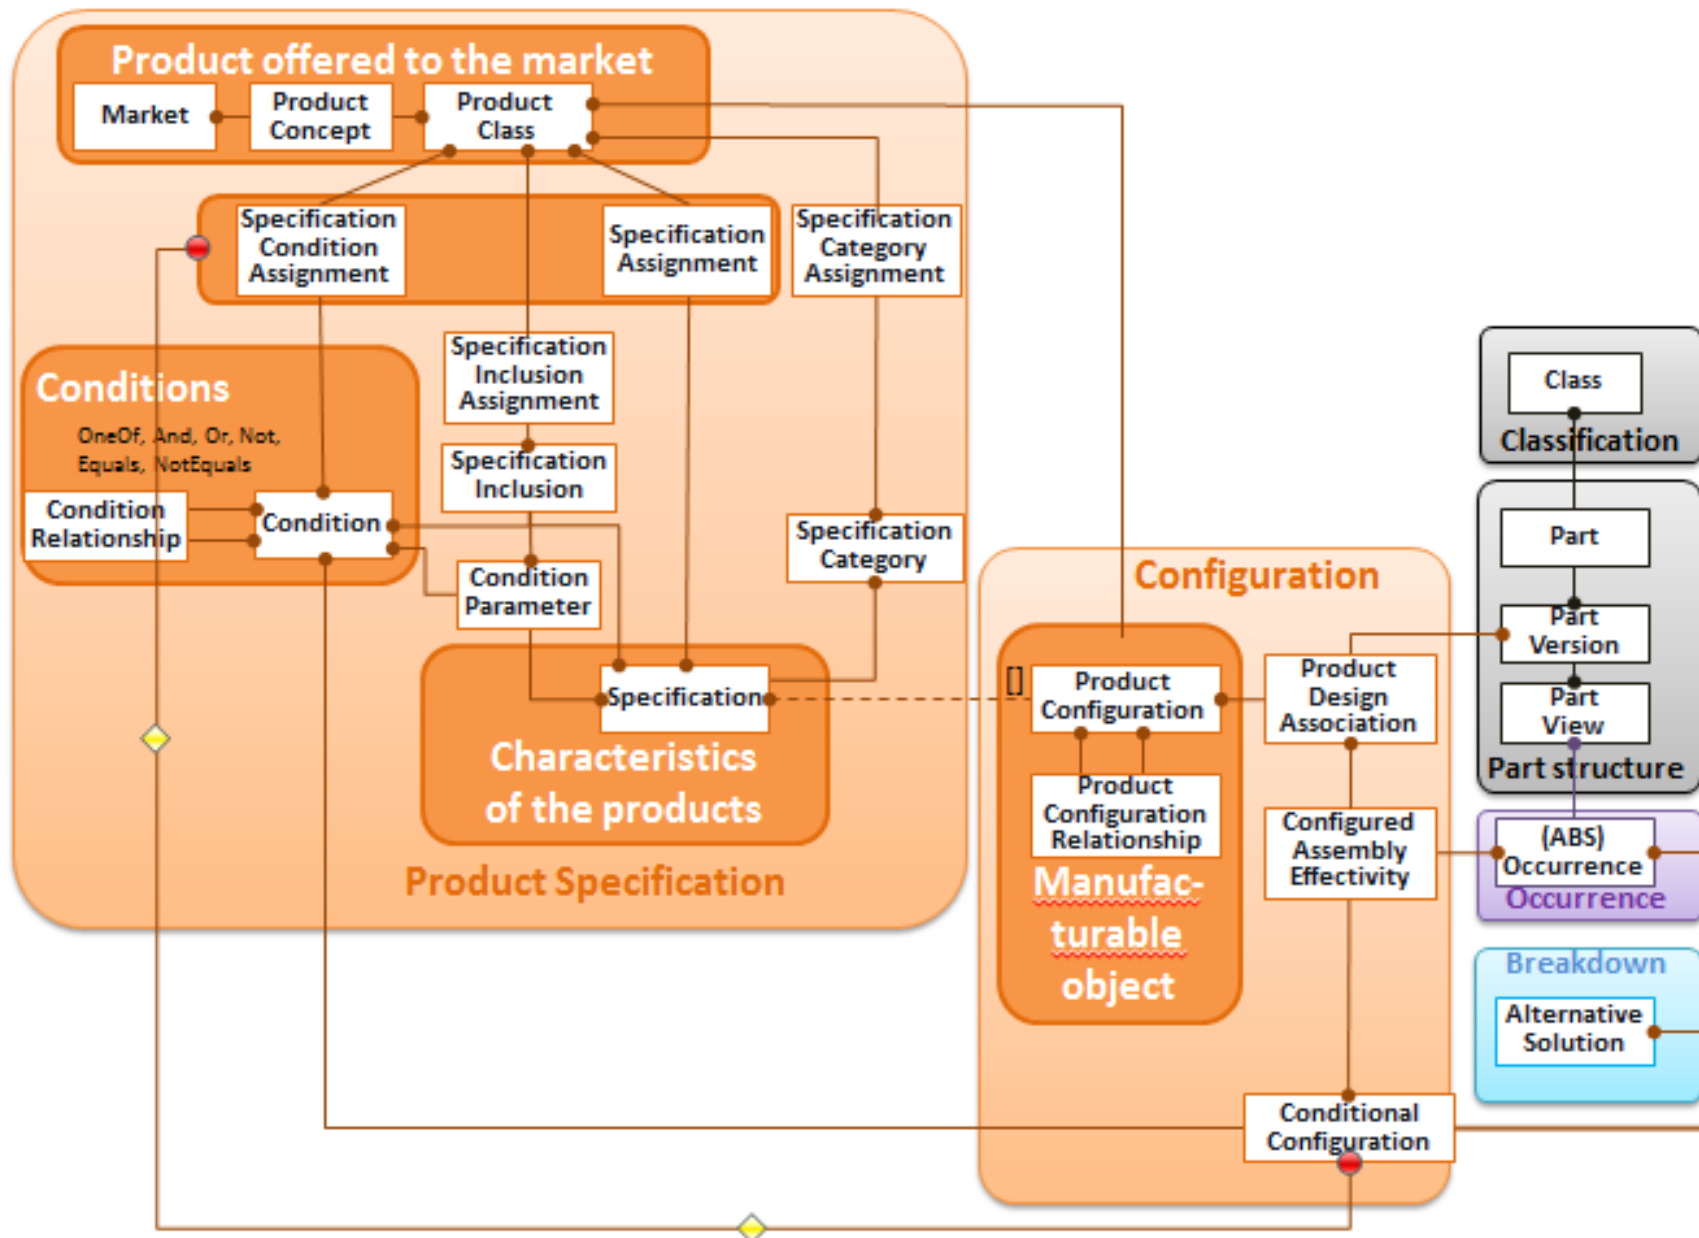 Product offered to the market
Market
Product
Concept
Product
Class
Specification
Condition
Assignment
Specification
Assignment
Specification
Category
Assignment
Conditions
OneOf, And, Or, Not,
Equals, NotEquals
Specification
Inclusion
Assignment
Specification
Inclusion
Condition
Relationship
Condition
Condition
Parameter
Specification
Category
Specification
Characteristics
of the products
Product Specification
Configuration
[]
Product
Configuration
Product
Configuration
Relationship
Manufac-
turable
object
Product
Design
Association
Configured
Assembly
Effectivity
Conditional
Configuration
Class
Classification
Part
Part
Version
Part
View
Part structure
(ABS)
Occurrence
Occurrence
Breakdown
Alternative
Solution